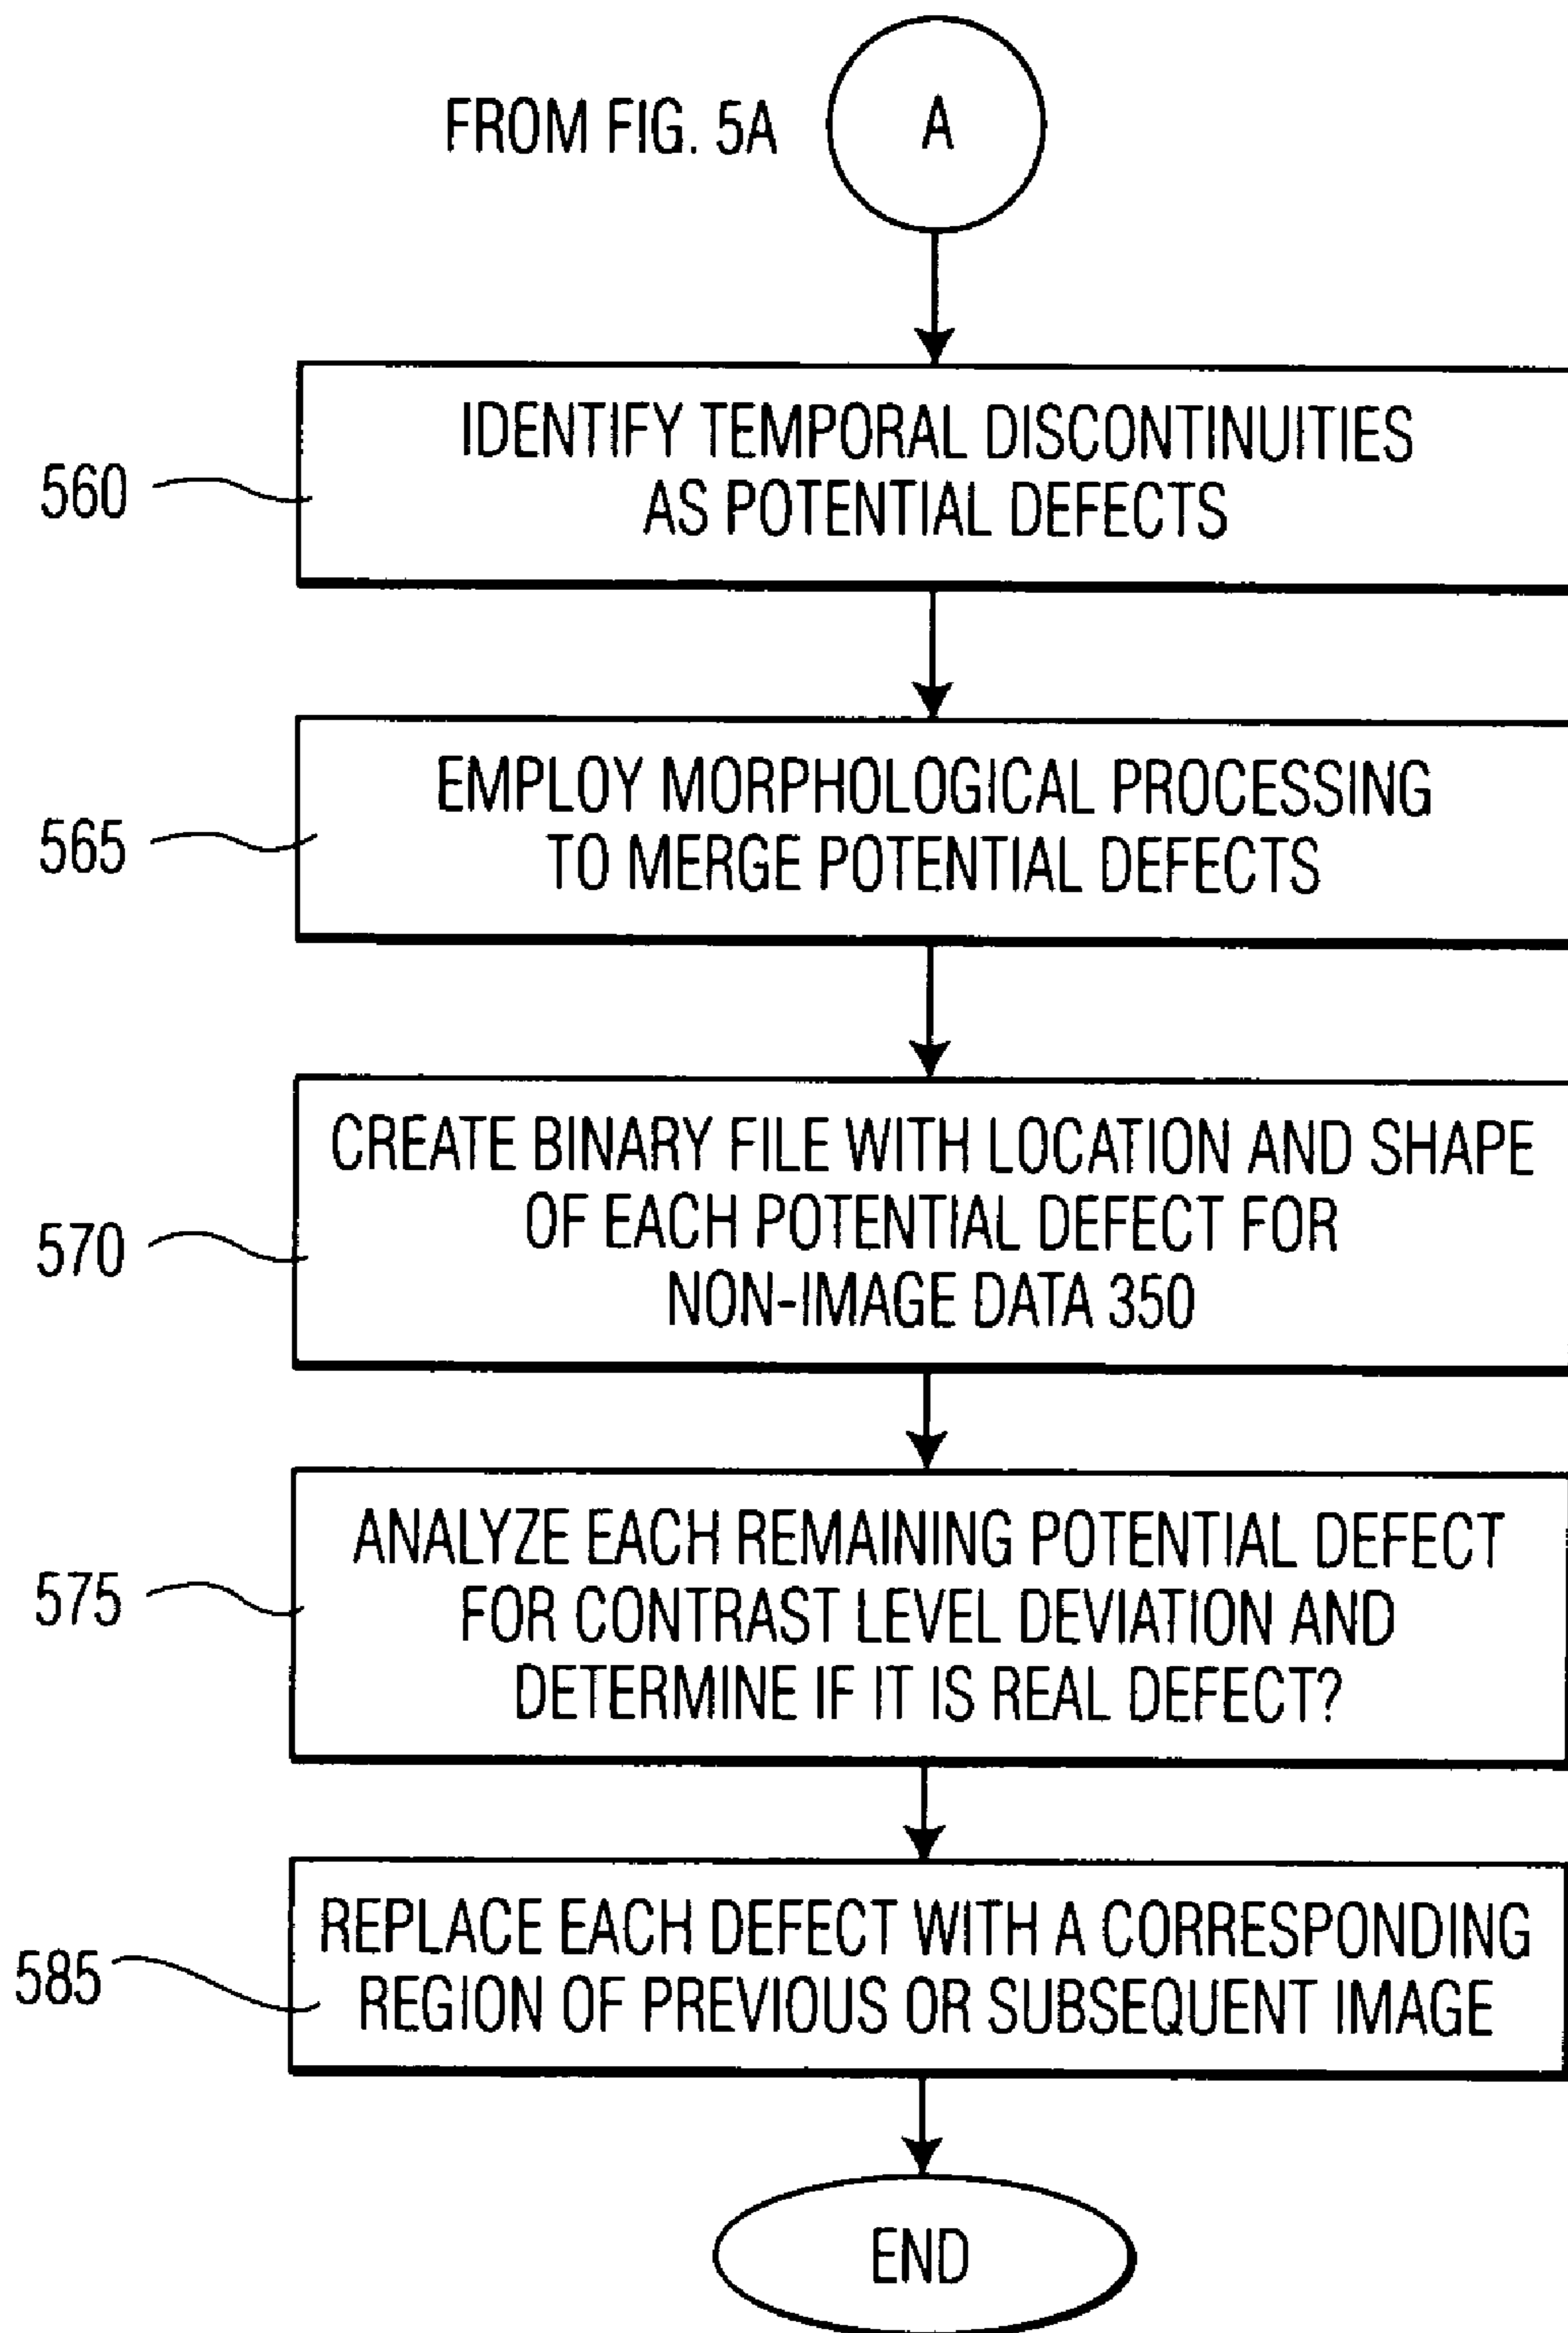 FROM FIG. 5A
A
560
IDENTIFY TEMPORAL DISCONTINUITIES
AS POTENTIAL DEFECTS
565
EMPLOY MORPHOLOGICAL PROCESSING
TO MERGE POTENTIAL DEFECTS
570
CREATE BINARY FILE WITH LOCATION AND SHAPE
OF EACH POTENTIAL DEFECT FOR
NON-IMAGE DATA 350
575
ANALYZE EACH REMAINING POTENTIAL DEFECT
FOR CONTRAST LEVEL DEVIATION AND
DETERMINE IF IT IS REAL DEFECT?
585
REPLACE EACH DEFECT WITH A CORRESPONDING
REGION OF PREVIOUS OR SUBSEQUENT IMAGE
END